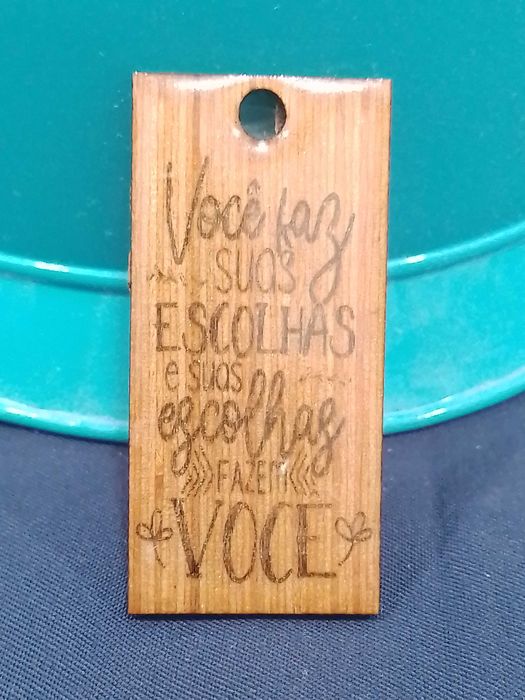 Você faz
SUAS
ESCOLHAS
e suas
escolhas
FAZEM
VOCE